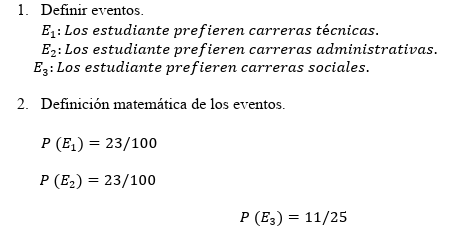 1. Definir eventos.
E₁: Los estudiante prefieren carreras técnicas.
E₂: Los estudiante prefieren carreras administrativas.
E₃: Los estudiante prefieren carreras sociales.
2. Definición matemática de los eventos.
P (E₁) = 23/100
P (E₂) = 23/100
P (E₃) = 11/25